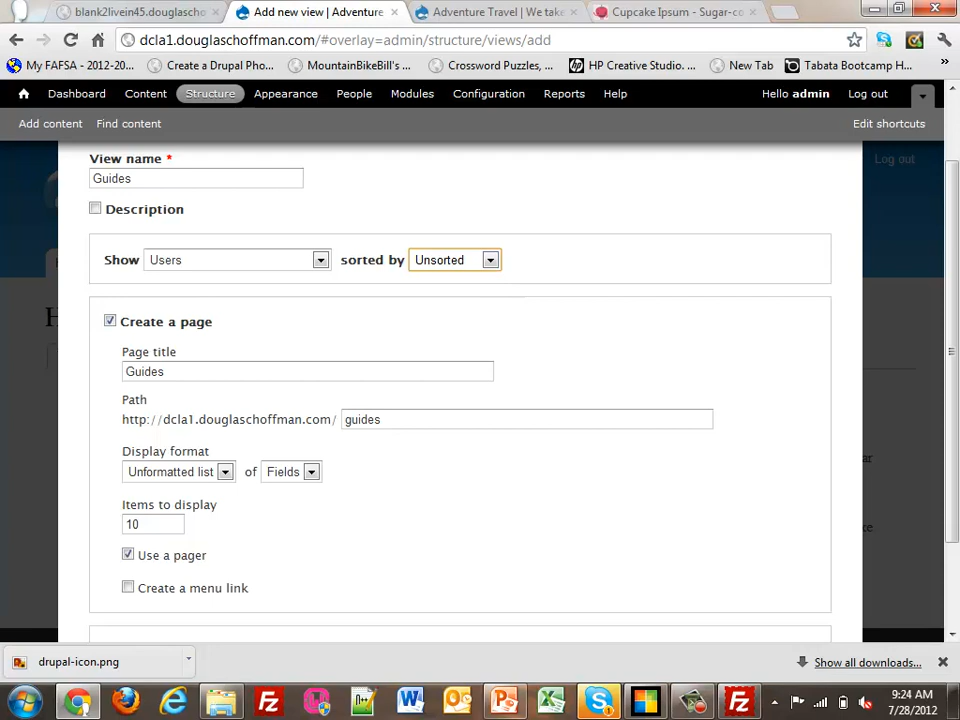 blank2livein45.douglascho
Add new view | Adventure
Adventure Travel | We take
Cupcake Ipsum - Sugar-co
dcla1.douglaschoffman.com/#overlay=admin/structure/views/add
My FAFSA - 2012-20...
Create a Drupal Pho...
MountainBikeBill's ...
Crossword Puzzles, ...
HP Creative Studio. ...
New Tab
Tabata Bootcamp H...
»
Dashboard
Content
Structure
Appearance
People
Modules
Configuration
Reports
Help
Hello admin
Log out
Add content
Find content
Edit shortcuts
Log out
View name *
Guides
Description
Show Users sorted by Unsorted
Create a page
Page title
Guides
Path
http://dcla1.douglaschoffman.com/ guides
Display format
Unformatted list of Fields
Items to display
10
Use a pager
Create a menu link
drupal-icon.png
Show all downloads...
9:24 AM
7/28/2012